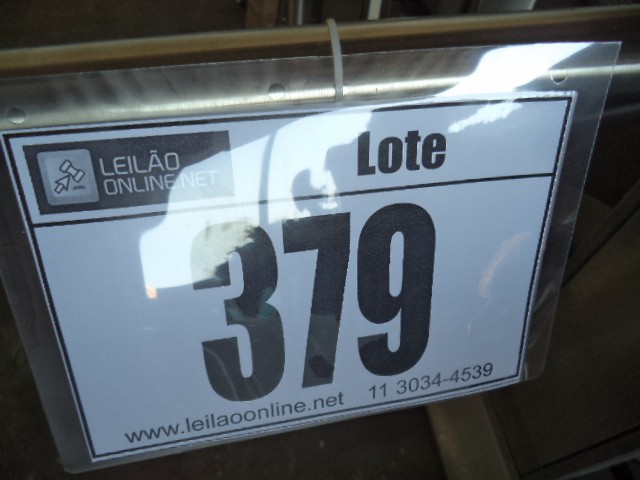 LEILÃO
ONLINE.NET
Lote
379
www.leilaoonline.net 11 3034-4539